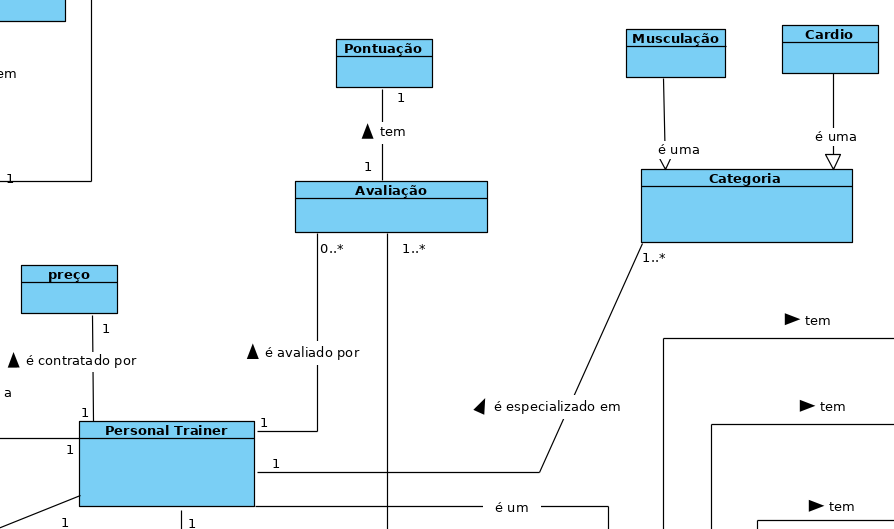 Pontuação
Musculação
Cardio
em
1
tem
é uma
é uma
1
1
Avaliação
Categoria
0..*
1..*
1..*
preço
1
tem
é contratado por
é avaliado por
a
1
é especializado em
tem
1
Personal Trainer
1
1
1
é um
tem
1